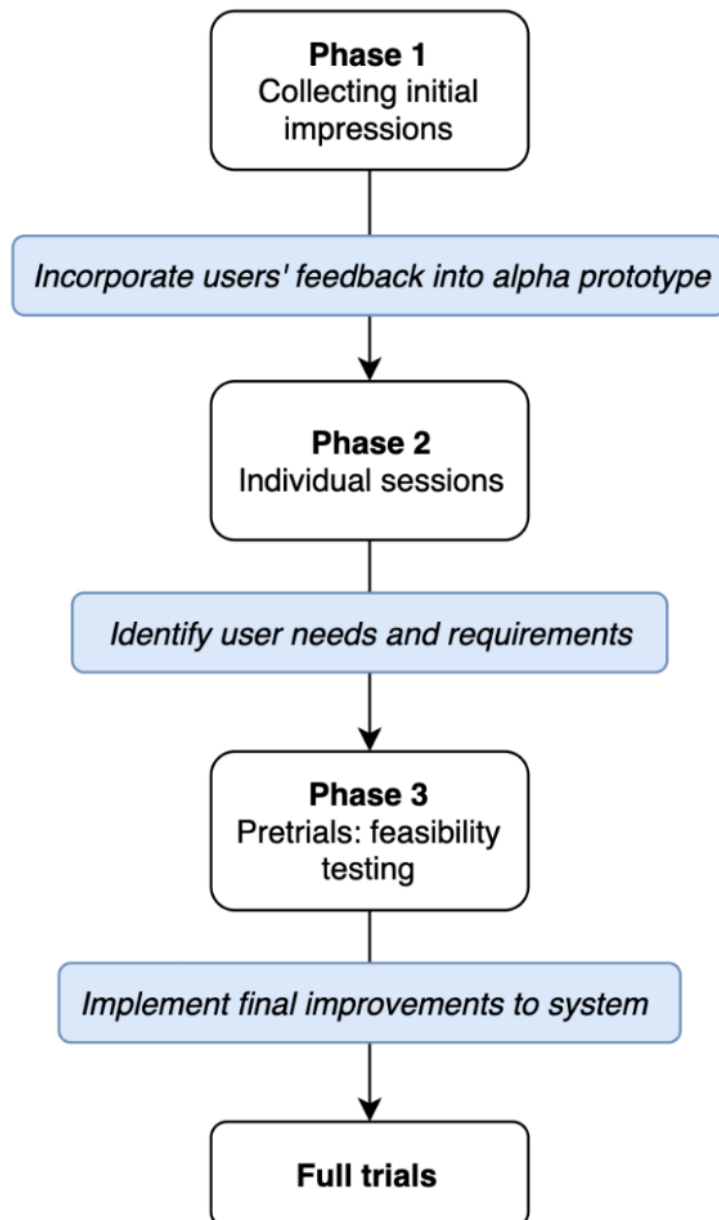 Phase 1
Collecting initial
impressions
Incorporate users' feedback into alpha prototype
Phase 2
Individual sessions
Identify user needs and requirements
Phase 3
Pretrials: feasibility
testing
Implement final improvements to system
Full trials